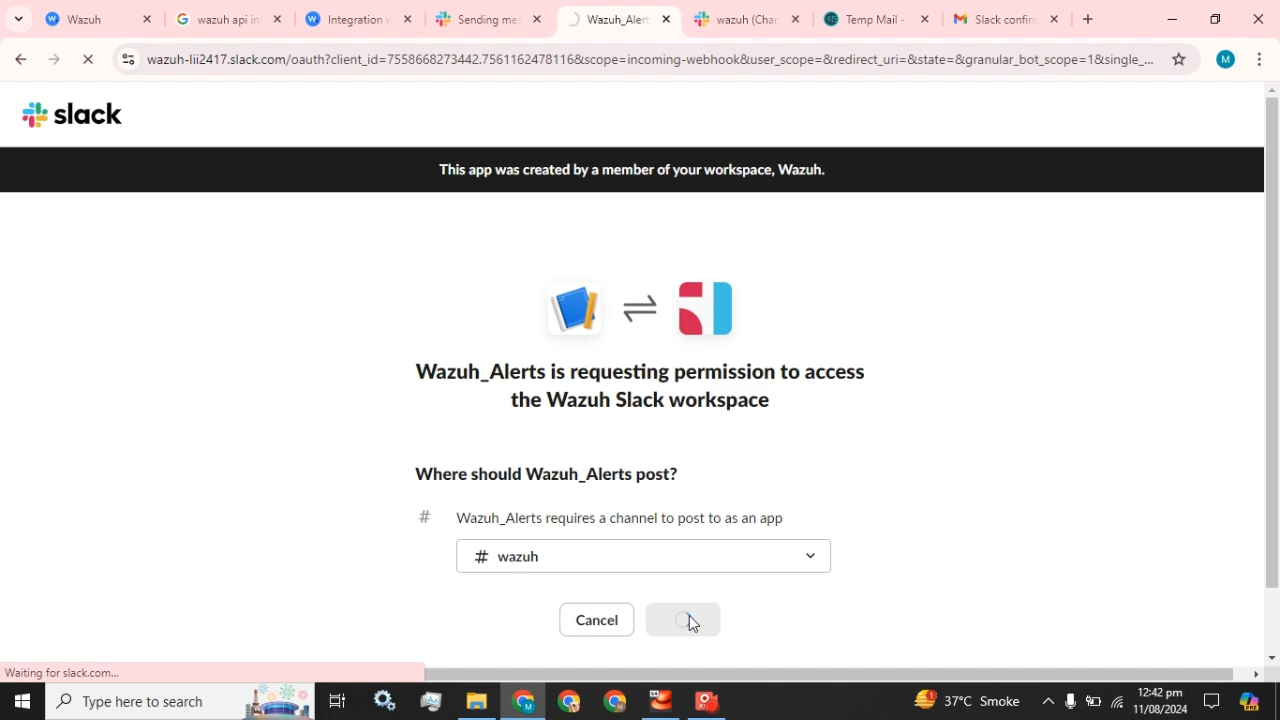 Wazuh
wazuh api in
Integration w
Sending mes
Wazuh_Alert
wazuh (Chan
Temp Mail -
Slack confirm
wazuh-lii2417.slack.com/oauth?client_id=7558668273442.7561162478116&scope=incoming-webhook&user_scope=&redirect_uri=&state=&granular_bot_scope=1&single_...
M
slack
This app was created by a member of your workspace, Wazuh.
Wazuh_Alerts is requesting permission to access
the Wazuh Slack workspace
Where should Wazuh_Alerts post?
# Wazuh_Alerts requires a channel to post to as an app
# wazuh
Cancel
Waiting for slack.com...
Type here to search
37°C Smoke
12:42 pm
11/08/2024